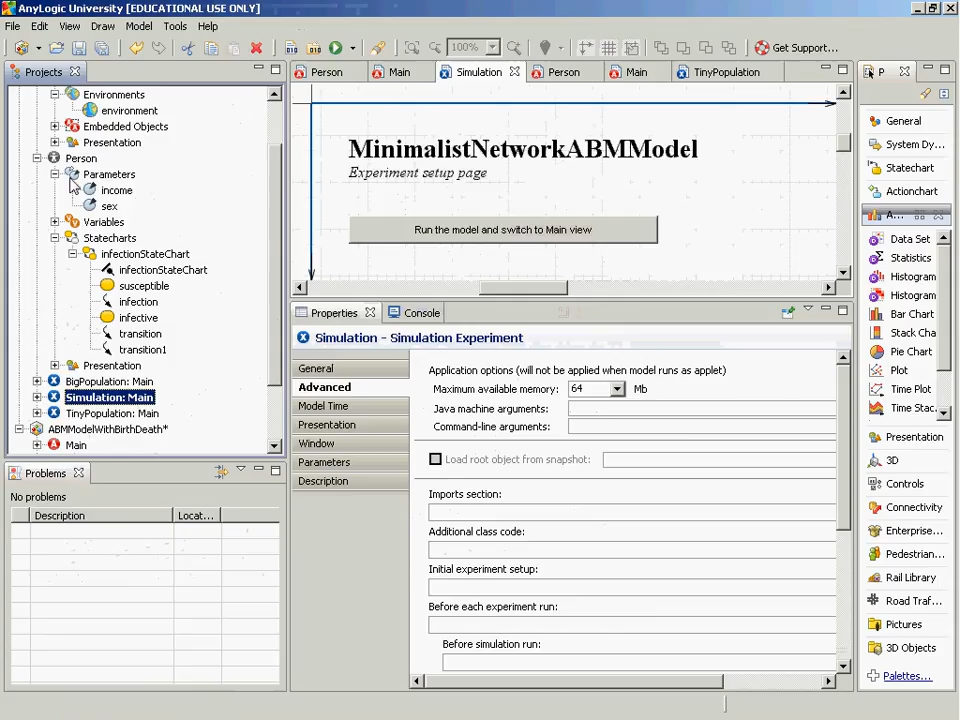 AnyLogic University [EDUCATIONAL USE ONLY]
File Edit View Draw Model Tools Help
100% Get Support...
Projects
Environments
environment
Embedded Objects
Presentation
Person
Parameters
income
sex
Variables
Statecharts
infectionStateChart
infectionStateChart
susceptible
infection
infective
transition
transition1
Presentation
BigPopulation: Main
Simulation: Main
TinyPopulation: Main
ABMModelWithBirthDeath*
Main
Problems
No problems
Description Locat...
Person Main Simulation Person Main TinyPopulation
MinimalistNetworkABMModel
Experiment setup page
Run the model and switch to Main view
Properties Console
Simulation - Simulation Experiment
General
Advanced
Model Time
Presentation
Window
Parameters
Description
Application options (will not be applied when model runs as applet)
Maximum available memory: 64 Mb
Java machine arguments:
Command-line arguments:
Load root object from snapshot:
Imports section:
Additional class code:
Initial experiment setup:
Before each experiment run:
Before simulation run:
P
General
System Dy...
Statechart
Actionchart
A...
Data Set
Statistics
Histogram
Histogram
Bar Chart
Stack Cha
Pie Chart
Plot
Time Plot
Time Stac
Presentation
3D
Controls
Connectivity
Enterprise...
Pedestrian...
Rail Library
Road Traf...
Pictures
3D Objects
Palettes...